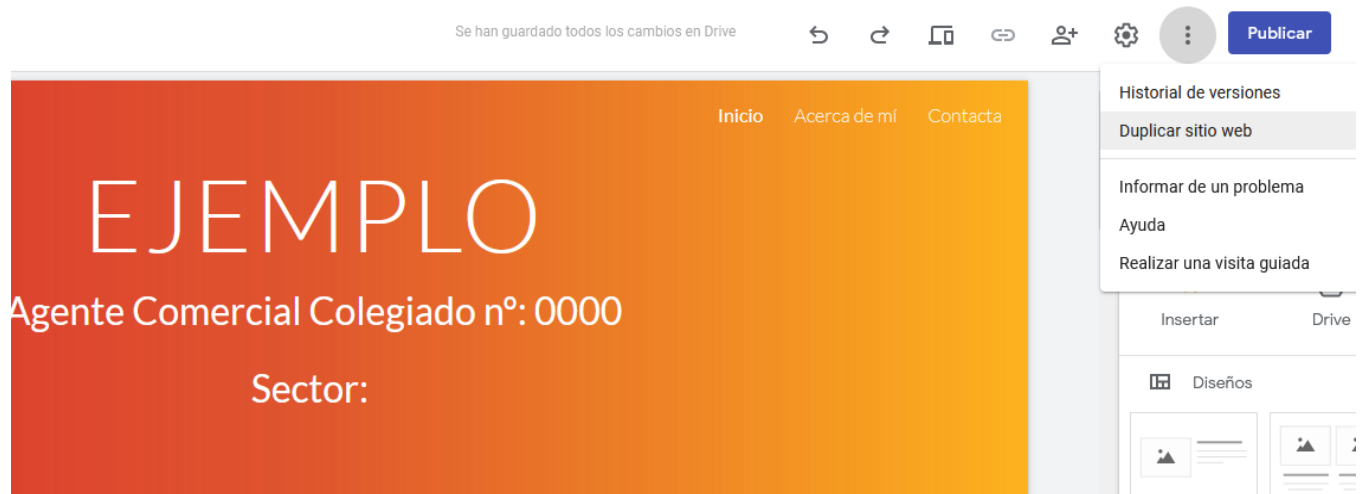 Se han guardado todos los cambios en Drive
Publicar
Historial de versiones
Duplicar sitio web
Informar de un problema
Ayuda
Realizar una visita guiada
Inicio Acerca de mí Contacta
EJEMPLO
Agente Comercial Colegiado nº: 0000
Sector:
Insertar Drive
Diseños